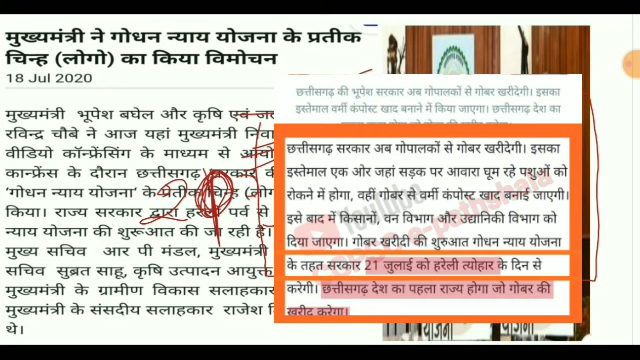 मुख्यमंत्री ने गोधन न्याय योजना के प्रतीक
चिन्ह (लोगो) का किया विमोचन
18 Jul 2020
मुख्यमंत्री भूपेश बघेल और कृषि एवं
रविन्द्र चौबे ने आज यहां मुख्यमंत्री
वीडियो कॉन्फ्रेंसिंग के माध्यम से
कान्फ्रेंस के दौरान छत्तीसगढ़ सरकार
'गोधन न्याय योजना' के प्रतीक चिन्ह
किया। राज्य सरकार द्वारा पर्व से
न्याय योजना की शुरूआत की जा रही है।
मुख्य सचिव आर पी मंडल, मुख्यमंत्री
सचिव सुब्रत साहू, कृषि उत्पादन आयुक्त
मुख्यमंत्री के ग्रामीण विकास सलाहकार
मुख्यमंत्री के संसदीय सलाहकार राजेश
थे।
छत्तीसगढ़ की भूपेश सरकार अब गोपालकों से गोबर खरीदेगी। इसका
इस्तेमाल वर्मी कंपोस्ट खाद बनाने में किया जाएगा। छत्तीसगढ़ देश का
छत्तीसगढ़ सरकार अब गोपालकों से गोबर खरीदेगी। इसका
इस्तेमाल एक ओर जहां सड़क पर आवारा घूम रहे पशुओं को
रोकने में होगा, वहीं गोबर से वर्मी कंपोस्ट खाद बनाई जाएगी।
इसे बाद में किसानों, वन विभाग और उद्यानिकी विभाग को
दिया जाएगा। गोबर खरीदी की शुरुआत गोधन न्याय योजना
के तहत सरकार 21 जुलाई को हरेली त्योहार के दिन से
करेगी। छत्तीसगढ़ देश का पहला राज्य होगा जो गोबर की
खरीद करेगा।
योजना
योजना